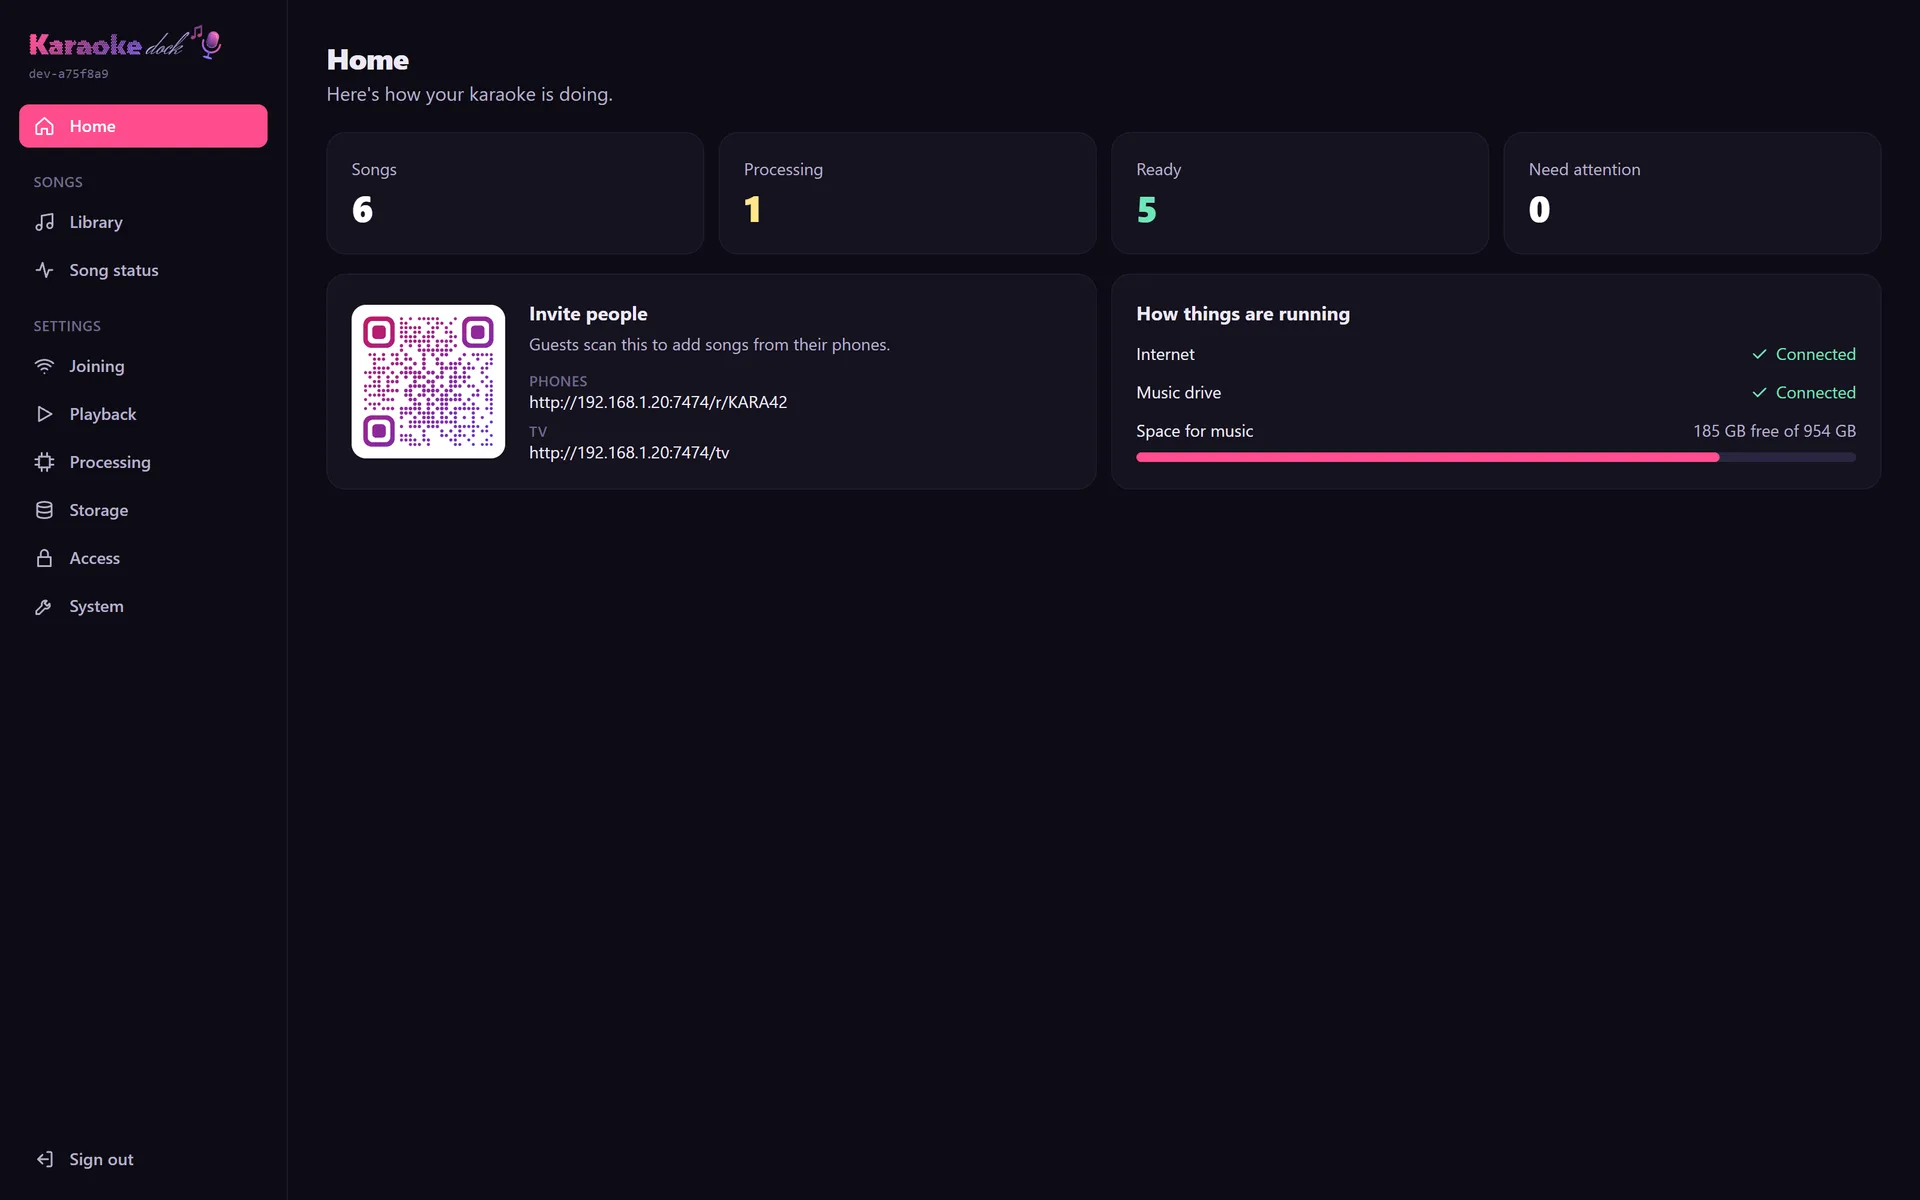 Karaoke dock
dev-a75f8a9
Home
SONGS
Library
Song status
SETTINGS
Joining
Playback
Processing
Storage
Access
System
Sign out
Home
Here's how your karaoke is doing.
Songs
6
Processing
1
Ready
5
Need attention
0
Invite people
Guests scan this to add songs from their phones.
PHONES
http://192.168.1.20:7474/r/KARA42
TV
http://192.168.1.20:7474/tv
How things are running
Internet
Connected
Music drive
Connected
Space for music
185 GB free of 954 GB